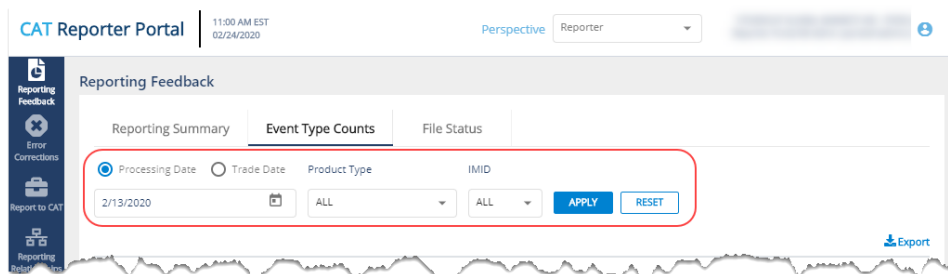 CAT Reporter Portal
11:00 AM EST
02/24/2020
Perspective
Reporter
Reporting Feedback
Reporting Feedback
Reporting Summary
Event Type Counts
File Status
Error Corrections
Processing Date
Trade Date
Product Type
IMID
2/13/2020
ALL
ALL
APPLY
RESET
Report to CAT
Export
Reporting
Relationships